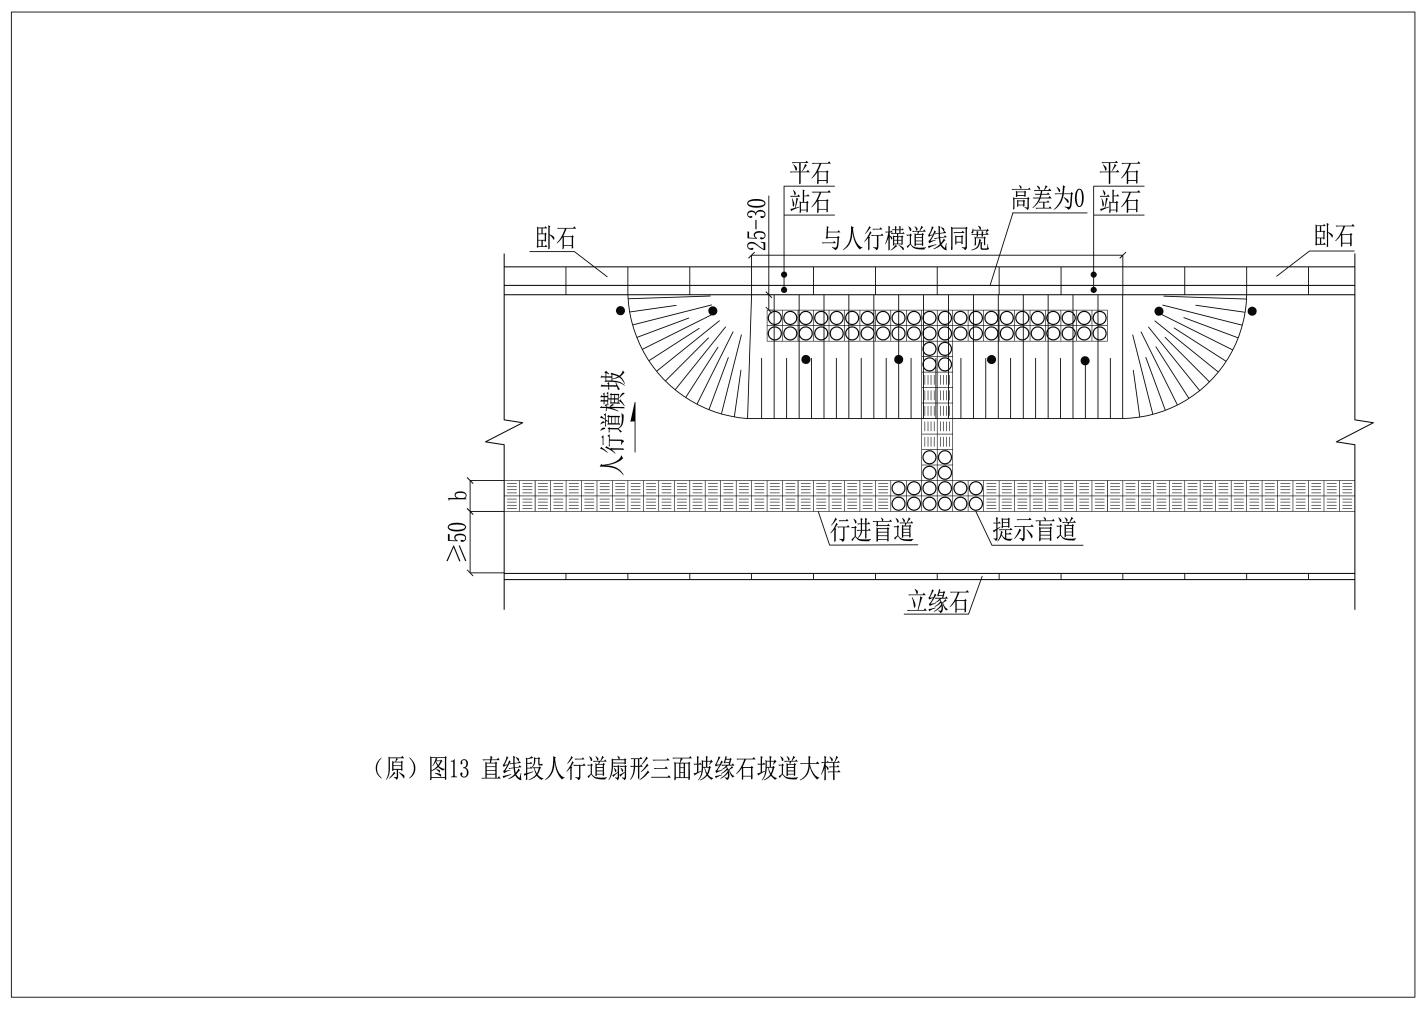 平石
站石
平石
站石
高差为0
25-30
与人行横道线同宽
卧石
卧石
人行道横坡
b
≥50
行进盲道
提示盲道
立缘石
（原）图13 直线段人行道扇形三面坡缘石坡道大样